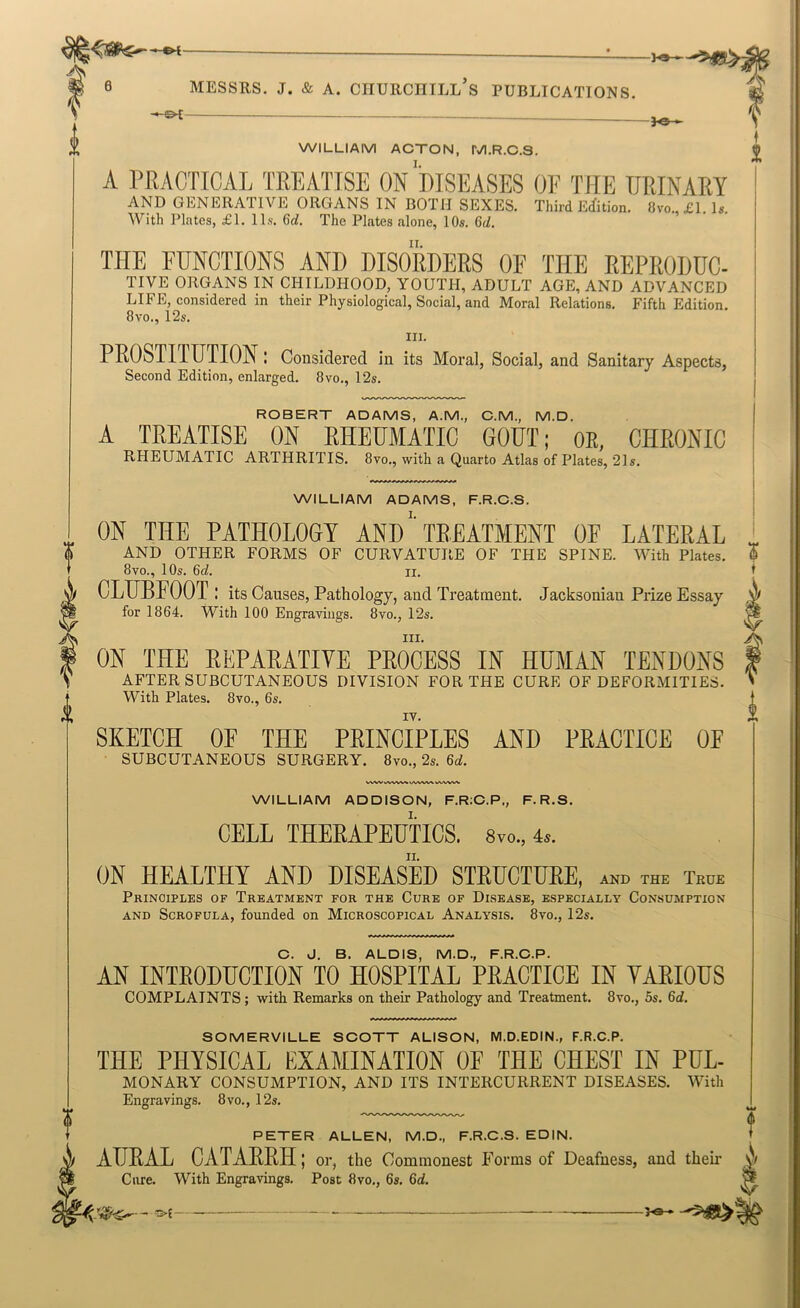 6 MESSRS. J. & A. CHURCHILL'S PUBLICATIONS.
WILLIAM ACTON, M.R.C.S.
I.
A PRACTICAL TREATISE ON DISEASES OF THE URINARY
AND GENERATIVE ORGANS IN BOTH SEXES. Third Edition. 8vo., £1. 1s.
With Plates, £1. 11s. 6d. The Plates alone, 10s. 6d.
II.
THE FUNCTIONS AND DISORDERS OF THE REPRODUC-
TIVE ORGANS IN CHILDHOOD, YOUTH, ADULT AGE, AND ADVANCED
LIFE, considered in their Physiological, Social, and Moral Relations. Fifth Edition.
8vo., 12s.
III.
PROSTITUTION: Considered in its Moral, Social, and Sanitary Aspects,
Second Edition, enlarged. 8vo., 12s.
ROBERT ADAMS, A.M., C.M., M.D.
A TREATISE ON RHEUMATIC GOUT; OR, CHRONIC
RHEUMATIC ARTHRITIS. 8vo., with a Quarto Atlas of Plates, 21s.
WILLIAM ADAMS, F.R.C.S.
I.
ON THE PATHOLOGY AND TREATMENT OF LATERAL
AND OTHER FORMS OF CURVATURE OF THE SPINE. With Plates.
8vo., 10s. 6d.
II.
CLUBFOOT: its Causes, Pathology, and Treatment. Jacksonian Prize Essay
for 1864. With 100 Engravings. 8vo., 12s.
III.
ON THE REPARATIVE PROCESS IN HUMAN TENDONS
AFTER SUBCUTANEOUS DIVISION FOR THE CURE OF DEFORMITIES.
With Plates. 8vo., 6s.
IV.
SKETCH OF THE PRINCIPLES AND PRACTICE OF
SUBCUTANEOUS SURGERY. 8vo., 2s. 6d.
WILLIAM ADDISON, F.R.C.P., F.R.S.
I.
CELL THERAPEUTICS. 8vo., 4s.
II.
ON HEALTHY AND DISEASED STRUCTURE, AND THE TRUE
PRINCIPLES OF TREATMENT FOR THE CURE OF DISEASE, ESPECIALLY CONSUMPTION
AND SCROFULA, founded on MICROSCOPICAL ANALYSIS. 8vo., 12s.
C. J. B. ALDIS, M.D., F.R.C.P.
AN INTRODUCTION TO HOSPITAL PRACTICE IN VARIOUS
COMPLAINTS; with Remarks on their Pathology and Treatment. 8vo., 5s. 6d.
SOMERVILLE SCOTT ALISON, M.D.EDIN., F.R.C.P.
THE PHYSICAL EXAMINATION OF THE CHEST IN PUL-
MONARY CONSUMPTION, AND ITS INTERCURRENT DISEASES. With
Engravings. 8vo., 12s.
PETER ALLEN, M.D., F.R.C.S. EDIN.
AURAL CATARRH; or, the Commonest Forms of Deafness, and their
Cure. With Engravings. Post 8vo., 6s. 6d.